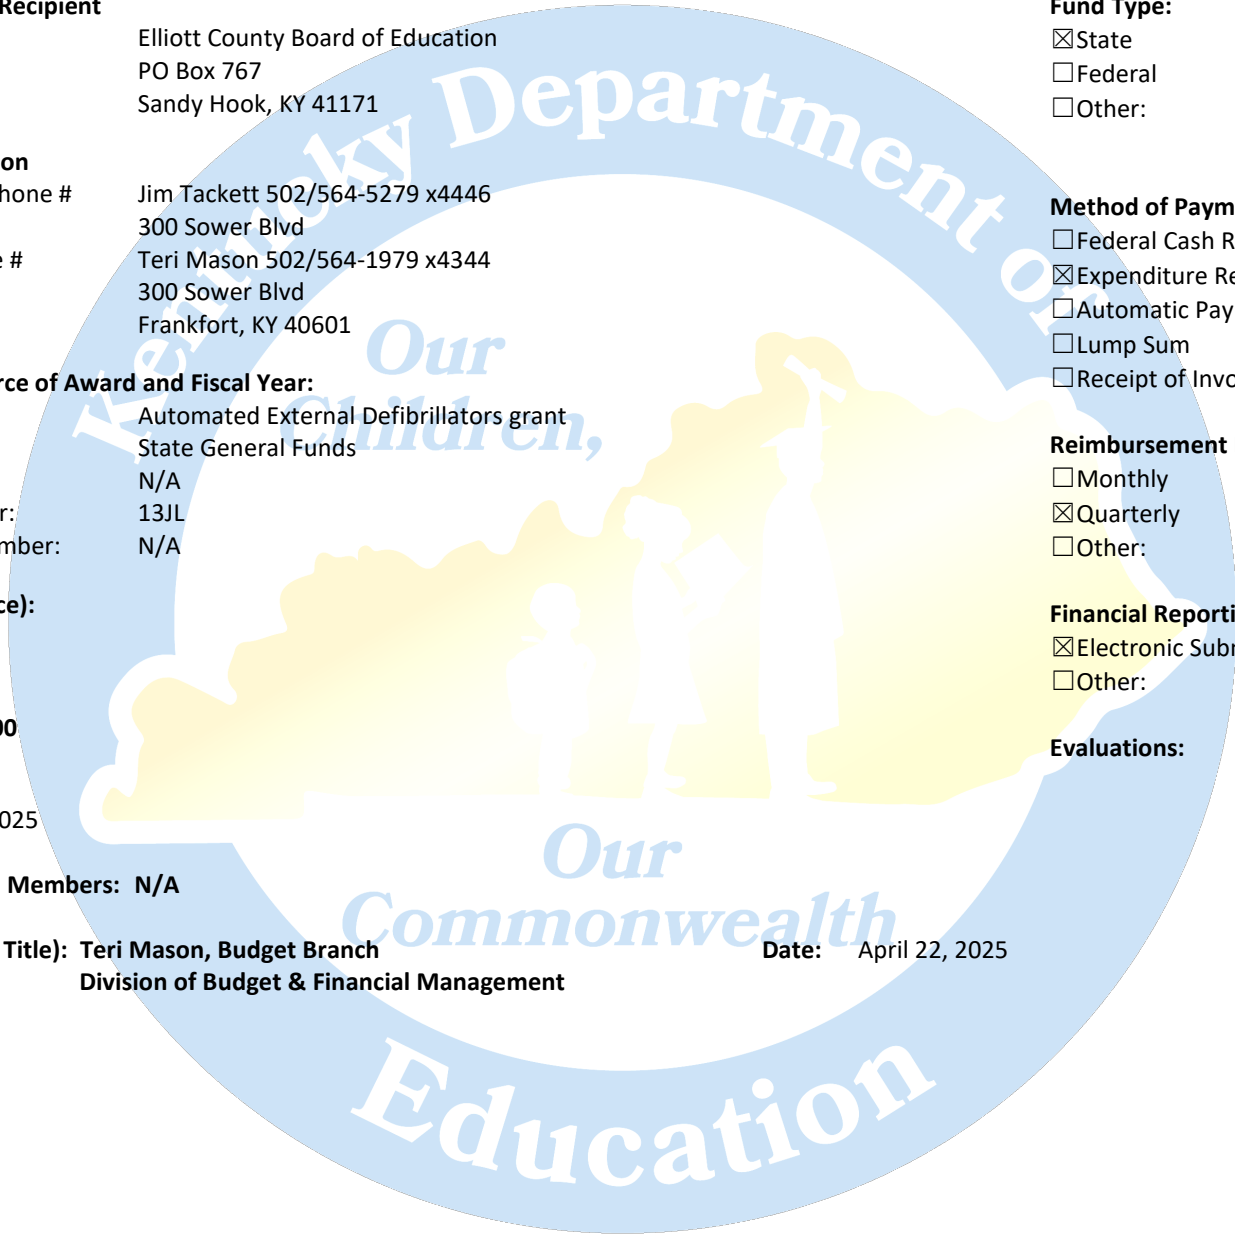 Recipient
Elliott County Board of Education
PO Box 767
Sandy Hook, KY 41171
on
hone # Jim Tackett 502/564-5279 x4446
300 Sower Blvd
e # Teri Mason 502/564-1979 x4344
300 Sower Blvd
Frankfort, KY 40601
rce of Award and Fiscal Year:
Automated External Defibrillators grant
State General Funds
N/A
r: 13JL
mber: N/A
ce):
00
025
Members: N/A
Title): Teri Mason, Budget Branch
Division of Budget & Financial Management
Date: April 22, 2025
Fund Type:
☒State
☐Federal
☐Other:
Method of Paym
☐Federal Cash R
☒Expenditure Re
☐Automatic Pay
☐Lump Sum
☐Receipt of Invo
Reimbursement
☐Monthly
☒Quarterly
☐Other:
Financial Reporti
☒Electronic Subm
☐Other:
Evaluations:
Kentucky Department of
Education
Our
Children,
Our
Commonwealth